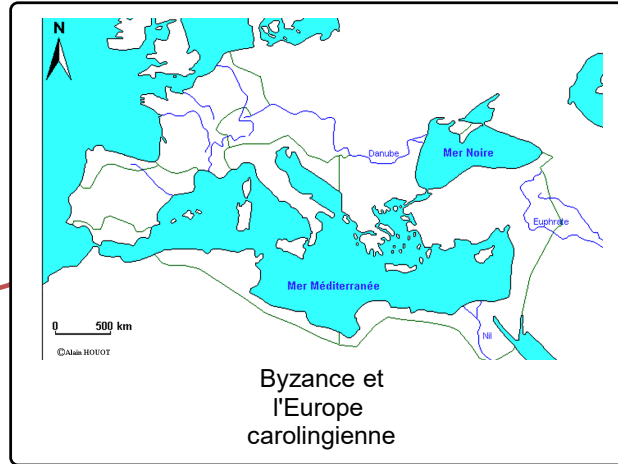 N
Danube
Mer Noire
Euphrate
Mer Méditerranée
0 500 km
Nil
©Alain HOUOT
Byzance et
l'Europe
carolingienne